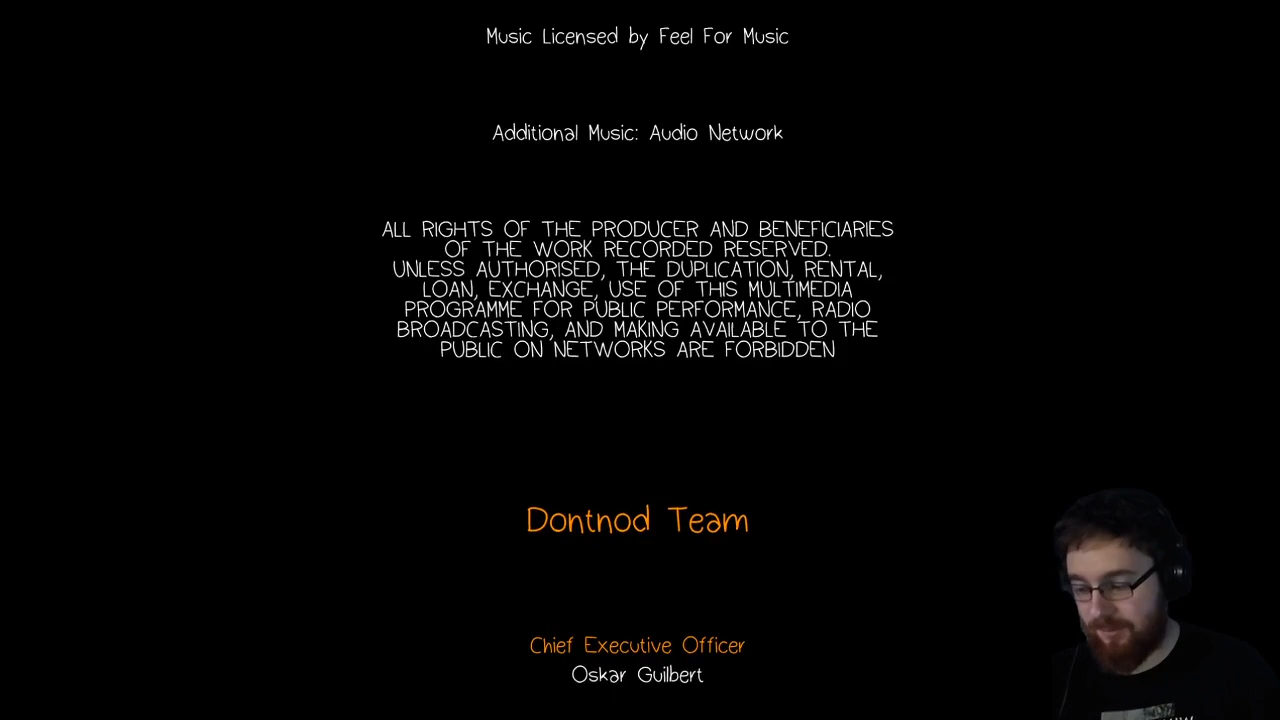 Music Licensed by Feel For Music
Additional Music: Audio Network
ALL RIGHTS OF THE PRODUCER AND BENEFICIARIES
OF THE WORK RECORDED RESERVED.
UNLESS AUTHORISED, THE DUPLICATION, RENTAL,
LOAN, EXCHANGE, USE OF THIS MULTIMEDIA
PROGRAMME FOR PUBLIC PERFORMANCE, RADIO
BROADCASTING, AND MAKING AVAILABLE TO THE
PUBLIC ON NETWORKS ARE FORBIDDEN
Dontnod Team
Chief Executive Officer
Oskar Guilbert